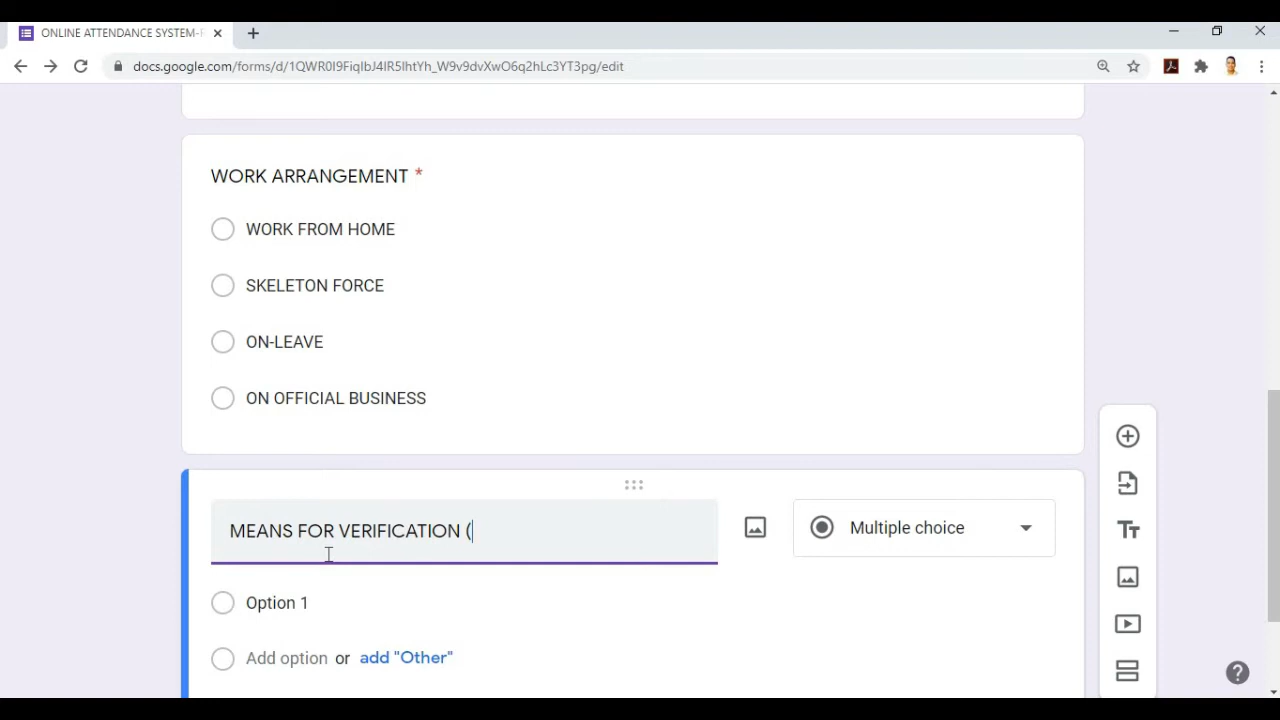 ONLINE ATTENDANCE SYSTEM-
docs.google.com/forms/d/1QWR0I9FiqIbJ4IR5IhtYh_W9v9dvXwO6q2hLc3YT3pg/edit
WORK ARRANGEMENT *
WORK FROM HOME
SKELETON FORCE
ON-LEAVE
ON OFFICIAL BUSINESS
MEANS FOR VERIFICATION (
Multiple choice
Option 1
Add option or add "Other"